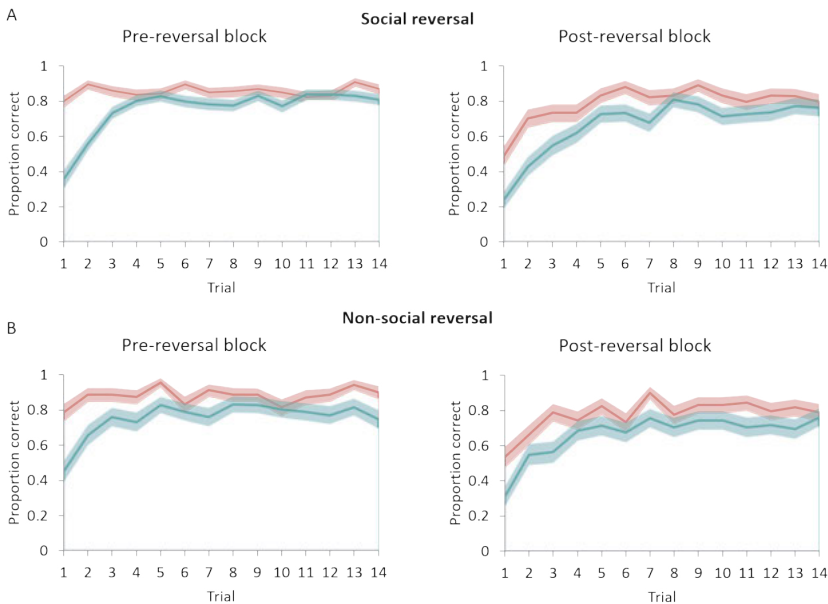 A
Social reversal
Pre-reversal block
Post-reversal block
Proportion correct
1
0.8
0.6
0.4
0.2
0
1 2 3 4 5 6 7 8 9 10 11 12 13 14
Trial
Proportion correct
1
0.8
0.6
0.4
0.2
0
1 2 3 4 5 6 7 8 9 10 11 12 13 14
Trial
B
Non-social reversal
Pre-reversal block
Post-reversal block
Proportion correct
1
0.8
0.6
0.4
0.2
0
1 2 3 4 5 6 7 8 9 10 11 12 13 14
Trial
Proportion correct
1
0.8
0.6
0.4
0.2
0
1 2 3 4 5 6 7 8 9 10 11 12 13 14
Trial